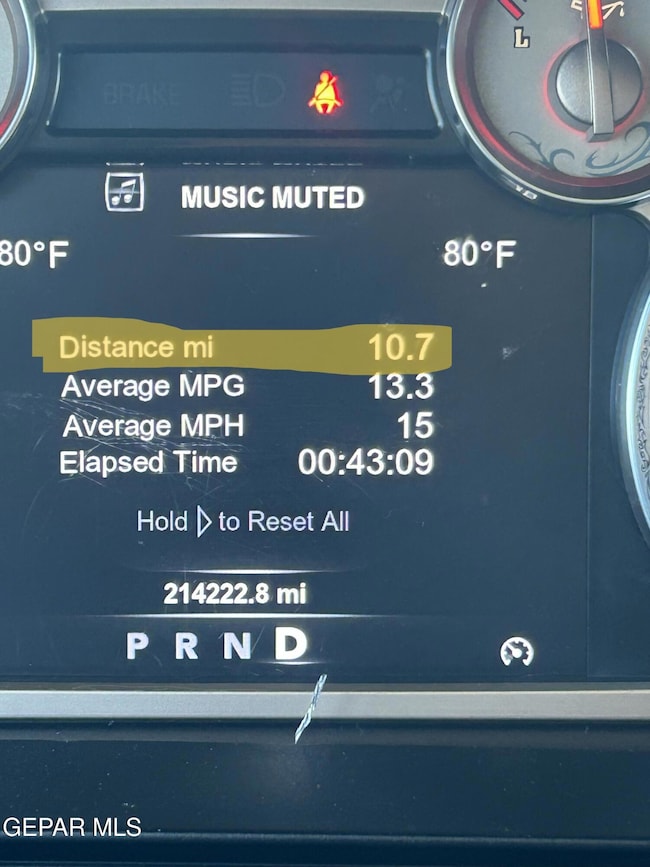 BRAKE
L
MUSIC MUTED
80°F 80°F
Distance mi 10.7
Average MPG 13.3
Average MPH 15
Elapsed Time 00:43:09
Hold ▷ to Reset All
214222.8 mi
P R N D
GEPAR MLS